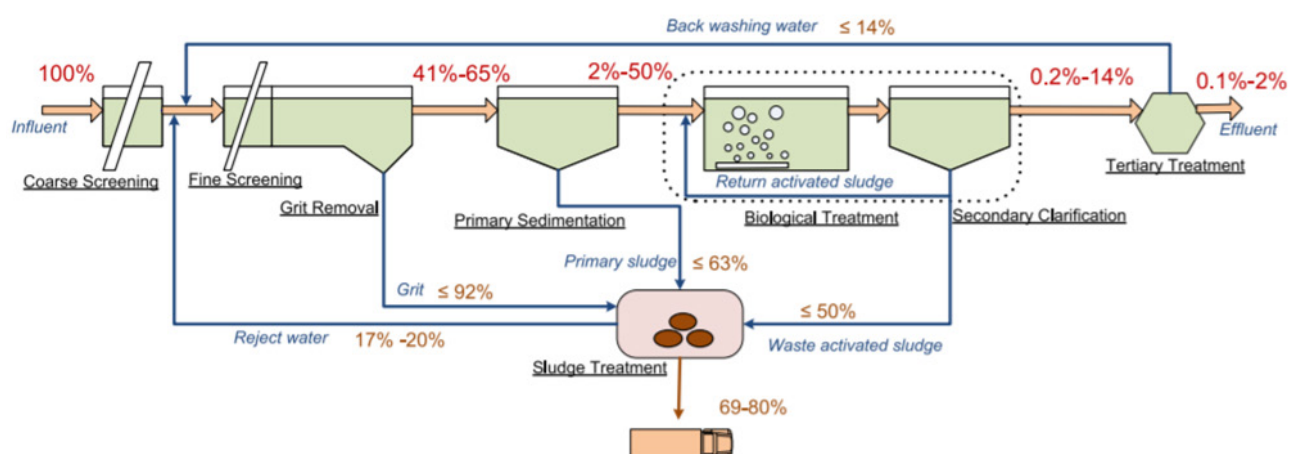 Back washing water ≤ 14%
100%
41%-65%
2%-50%
0.2%-14%
0.1%-2%
Influent
Effluent
Coarse Screening
Fine Screening
Grit Removal
Primary Sedimentation
Return activated sludge
Biological Treatment
Secondary Clarification
Tertiary Treatment
Primary sludge ≤ 63%
Grit ≤ 92%
≤ 50%
Reject water 17% -20%
Waste activated sludge
Sludge Treatment
69-80%